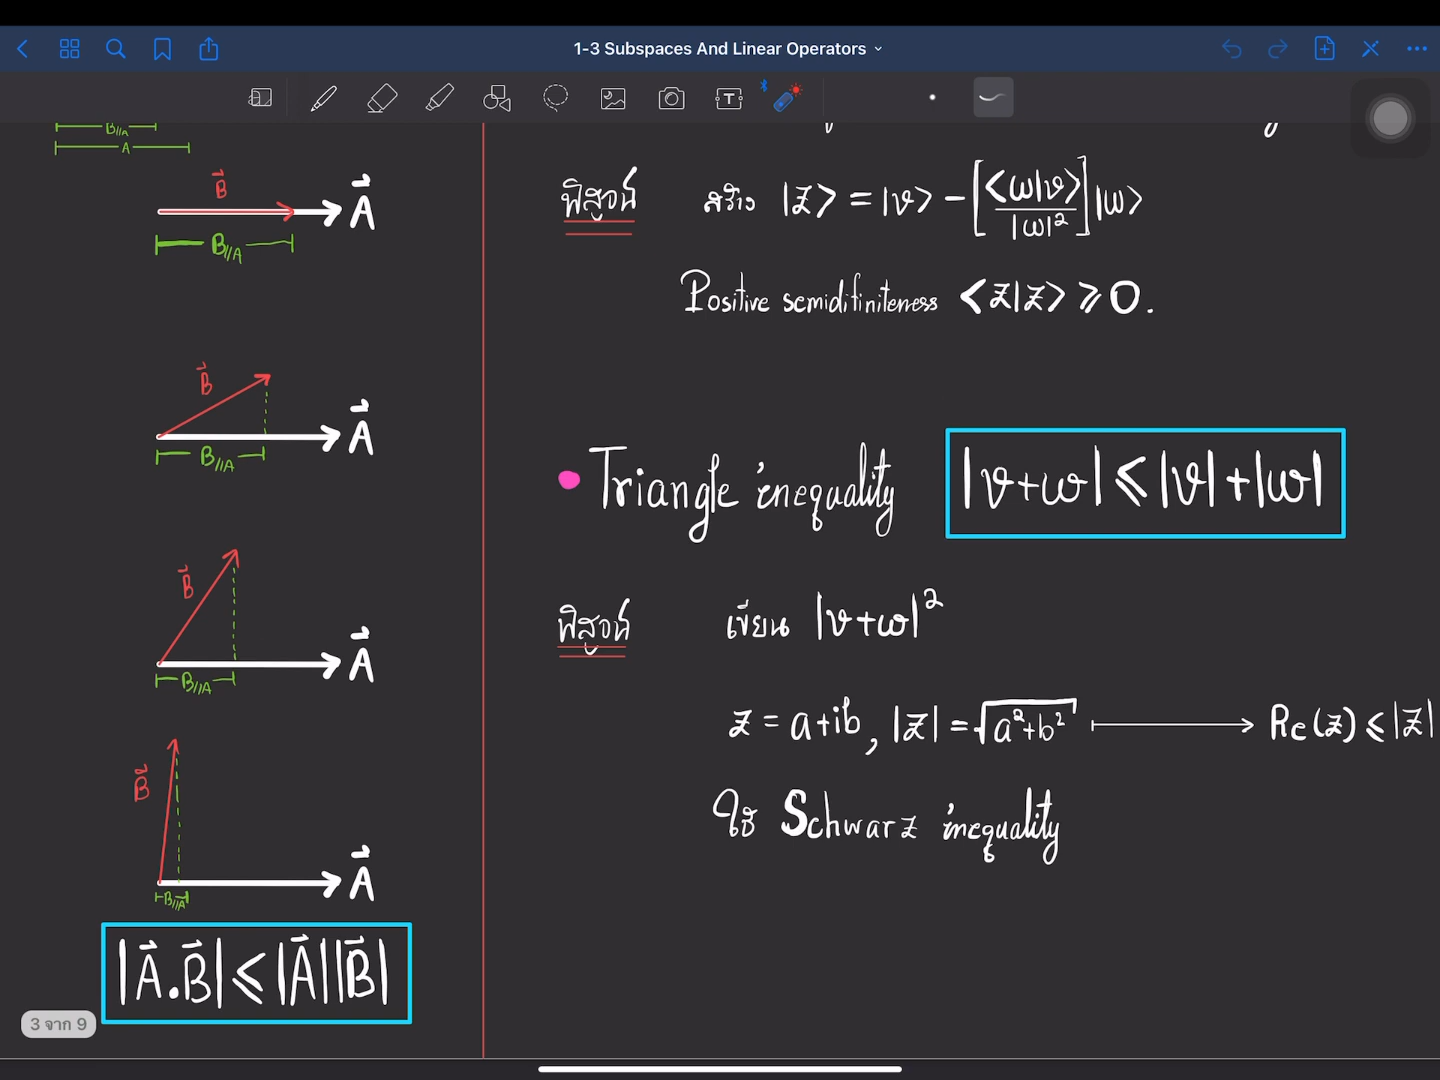 1-3 Subspaces And Linear Operators
B//A
A
B⃗
A⃗
B//A
B⃗
A⃗
B//A
B⃗
A⃗
B//A
B⃗
A⃗
B//A
|A⃗.B⃗| ⩽ |A⃗||B⃗|
3 จาก 9
พิสูจน์ สร้าง |z> = |v> - [<w|v>/|w|²] |w>
Positive semidifiniteness <z|z> ⩾ 0.
• Triangle inequality |v+w| ⩽ |v|+|w|
พิสูจน์ เขียน |v+w|²
z = a+ib, |z| = √(a²+b²) ⟼ Re(z) ⩽ |z|
ใช้ Schwarz inequality